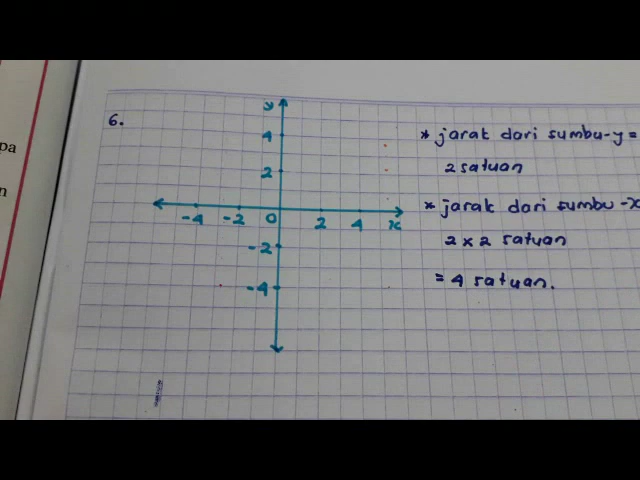 pa
n
6.
y
4
2
-4 -2 0 2 4 x
-2
-4
* jarak dari sumbu-y =
2 satuan
* jarak dari sumbu -x
2 x 2 satuan
= 4 satuan.